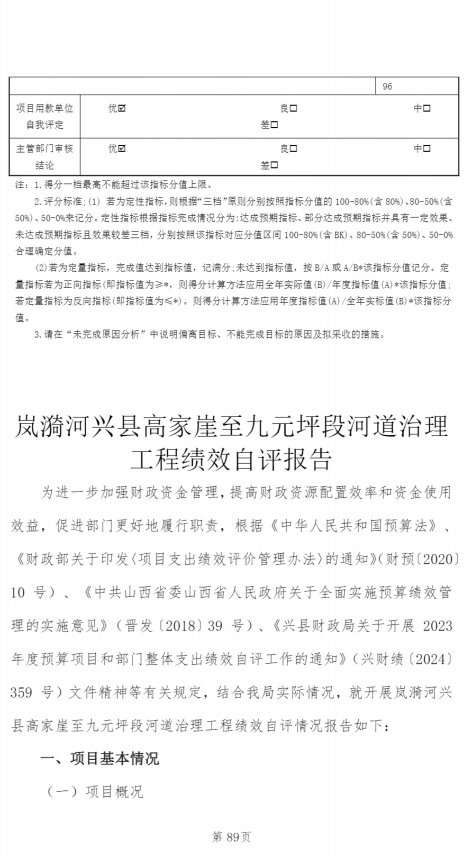 96
项目用款单位 优☑ 良□ 中□
自我评定 差□
主管部门审核 优☑ 良□ 中□
结论 差□
注：1.得分一档最高不能超过该指标分值上限。
2.评分标准;(1) 若为定性指标,则根据“三档”原则分别按照指标分值的 100-80%(含 80%)、80-50%(含
50%)、50-0%来记分。定性指标根据指标完成情况分为:达成预期指标、部分达成预期指标并具有一定效果、
未达成预期指标且效果较差三档，分别按照该指标对应分值区间 100-80%(含 BK)、80-50%(含 50%)、50-0%
合理确定分值。
(2)若为定量指标，完成值达到指标值，记满分;未达到指标值，按 B/A 或 A/B*该指标分值记分。定
量指标若为正向指标(即指标值为≥*，则得分计算方法应用全年实际值(B)/年度指标值(A)*该指标分值;
若定量指标为反向指标(即指标值为≤*)。则得分计算方法应用年度指标值(A)/全年实标值(B)*该指标分
值。
3.请在“未完成原因分析”中说明偏离目标、不能完成目标的原因及拟采收的措施。
岚漪河兴县高家崖至九元坪段河道治理
工程绩效自评报告
为进一步加强财政资金管理,提高财政资源配置效率和资金使用
效益，促进部门更好地履行职责，根据《中华人民共和国预算法》、
《财政部关于印发〈项目支出绩效评价管理办法〉的通知》（财预〔2020〕
10 号）、《中共山西省委山西省人民政府关于全面实施预算绩效管
理的实施意见》（晋发〔2018〕39 号）、《兴县财政局关于开展 2023
年度预算项目和部门整体支出绩效自评工作的通知》（兴财绩〔2024〕
359 号）文件精神等有关规定，结合我局实际情况，就开展岚漪河兴
县高家崖至九元坪段河道治理工程绩效自评情况报告如下：
一、项目基本情况
（一）项目概况
第 89页